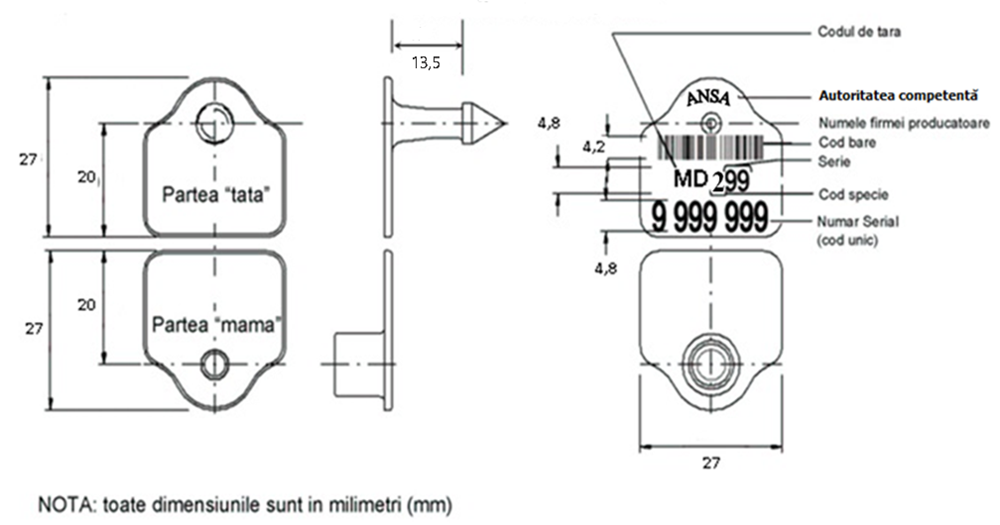 13,5
27
20
Partea “tata”
27
20
Partea “mama”
Codul de tara
ANSA
Autoritatea competentă
Numele firmei producatoare
4,8
4,2
Cod bare
Serie
MD 299
Cod specie
9 999 999
Numar Serial
(cod unic)
4,8
27
NOTA: toate dimensiunile sunt in milimetri (mm)